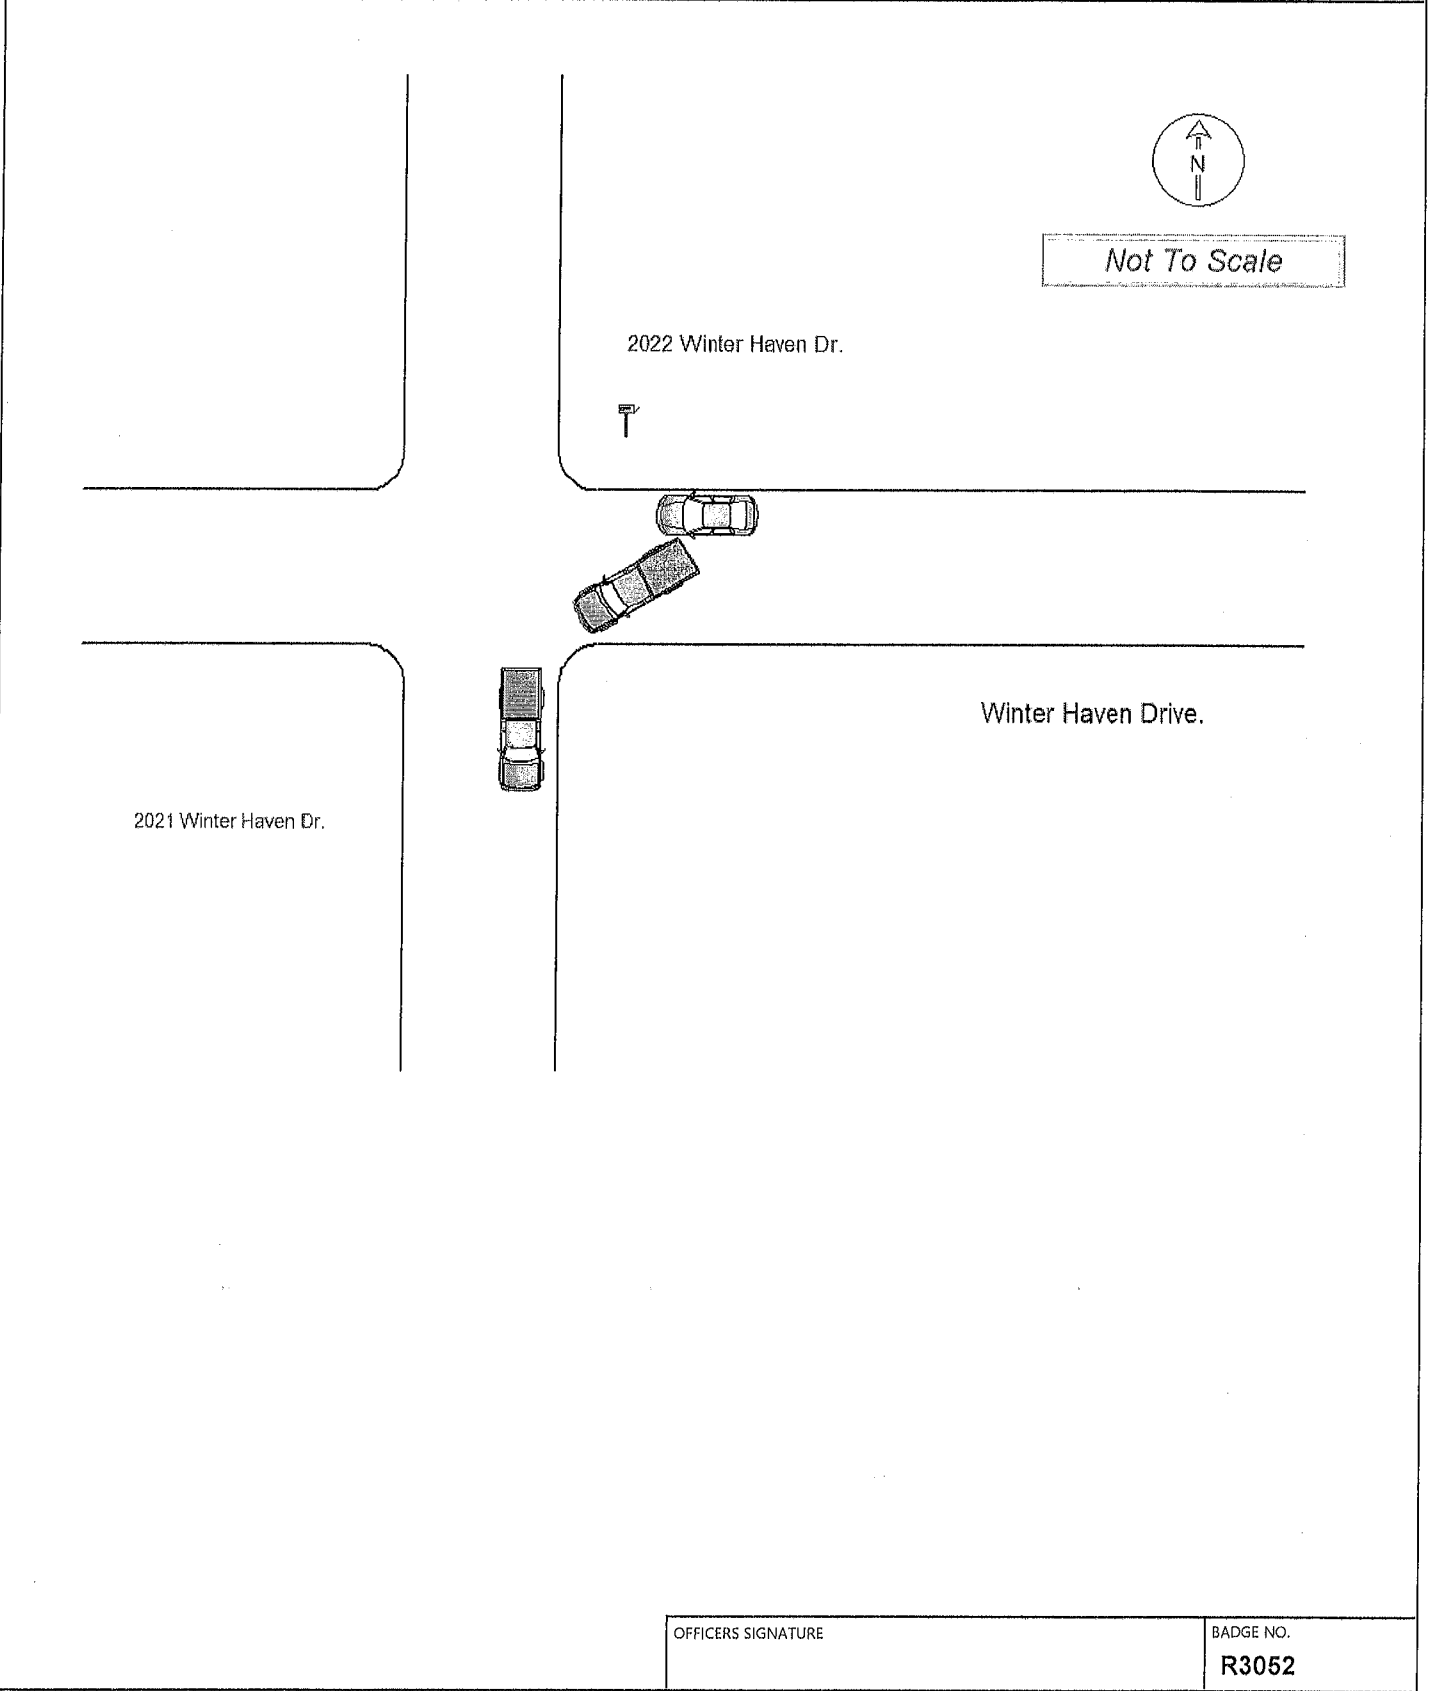 N
Not To Scale
2022 Winter Haven Dr.
Winter Haven Drive.
2021 Winter Haven Dr.
OFFICERS SIGNATURE
BADGE NO.
R3052